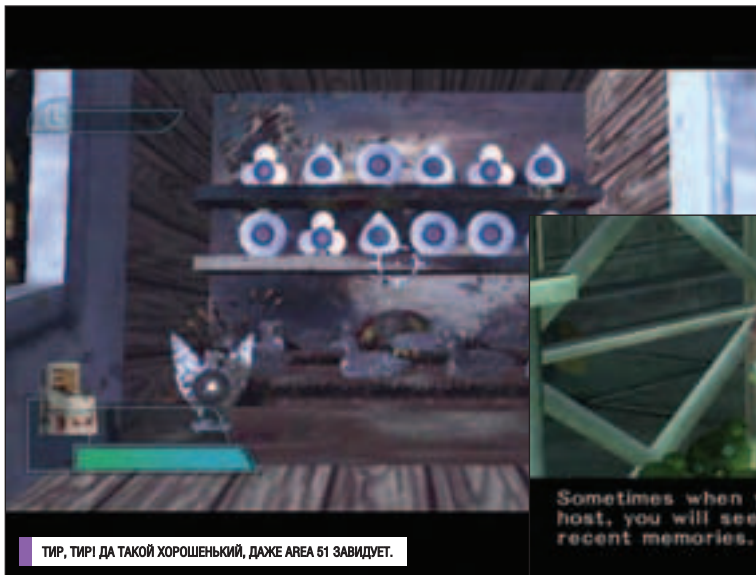 Sometimes when
host, you will see
recent memories.
ТИР, ТИР! ДА ТАКОЙ ХОРОШЕНЬКИЙ, ДАЖЕ AREA 51 ЗАВИДУЕТ.